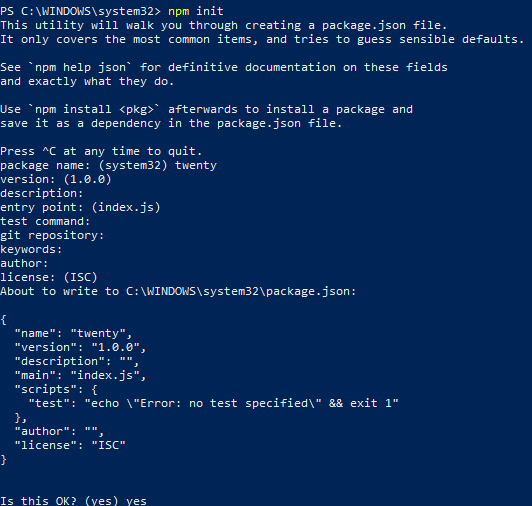 PS C:\WINDOWS\system32> npm init
This utility will walk you through creating a package.json file.
It only covers the most common items, and tries to guess sensible defaults.

See `npm help json` for definitive documentation on these fields
and exactly what they do.

Use `npm install <pkg>` afterwards to install a package and
save it as a dependency in the package.json file.

Press ^C at any time to quit.
package name: (system32) twenty
version: (1.0.0)
description:
entry point: (index.js)
test command:
git repository:
keywords:
author:
license: (ISC)
About to write to C:\WINDOWS\system32\package.json:

{
  "name": "twenty",
  "version": "1.0.0",
  "description": "",
  "main": "index.js",
  "scripts": {
    "test": "echo \"Error: no test specified\" && exit 1"
  },
  "author": "",
  "license": "ISC"
}


Is this OK? (yes) yes